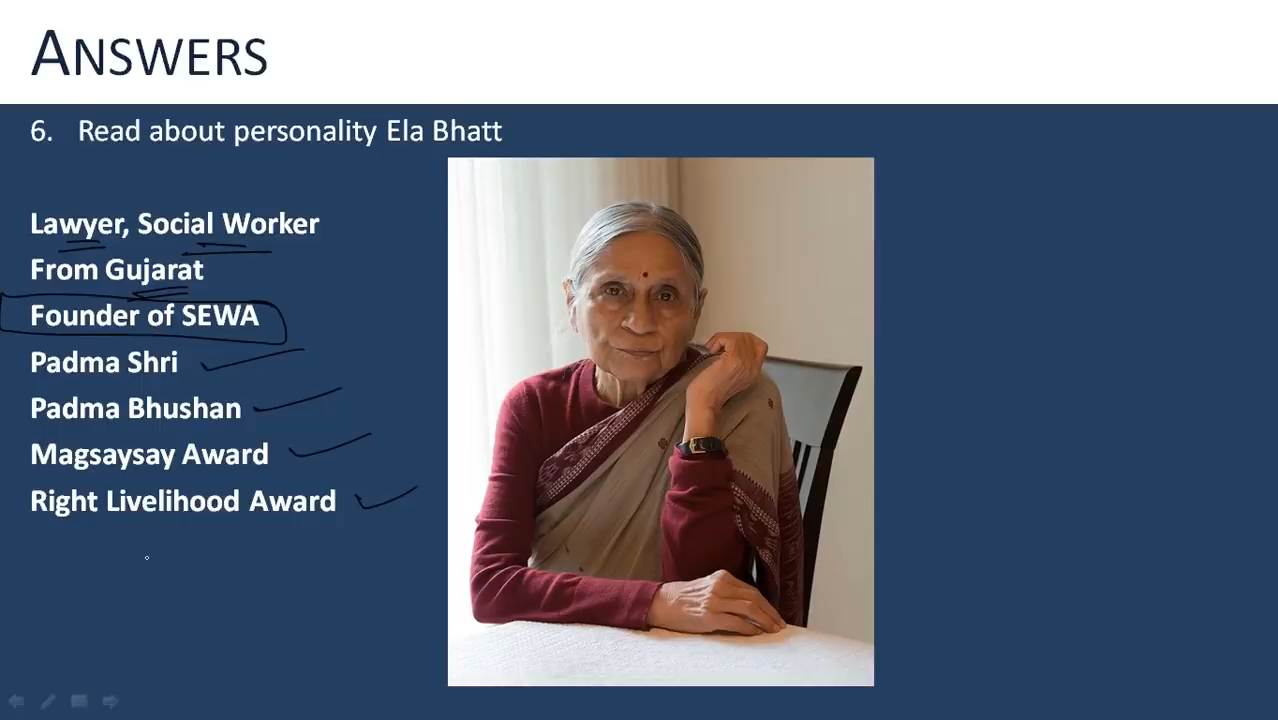 ANSWERS
6. Read about personality Ela Bhatt
Lawyer, Social Worker
From Gujarat
Founder of SEWA
Padma Shri
Padma Bhushan
Magsaysay Award
Right Livelihood Award